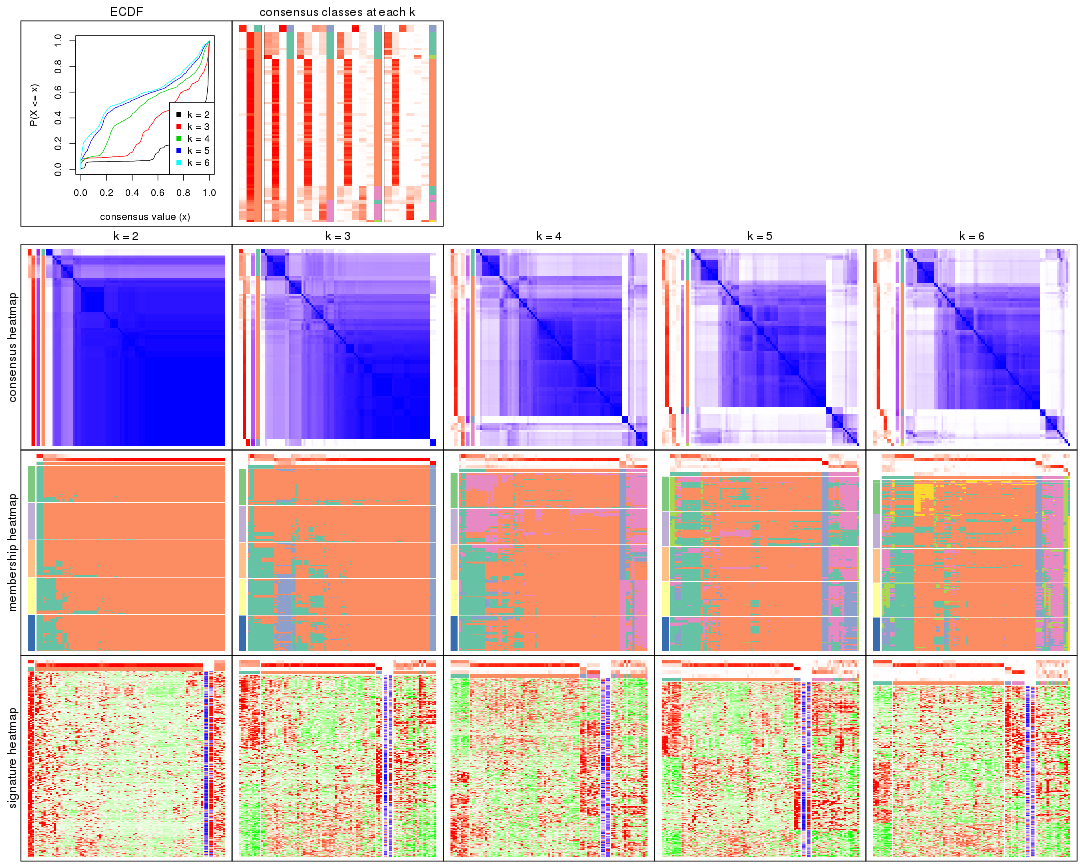 ECDF
consensus classes at each k
P(X <= x)
0.0 0.2 0.4 0.6 0.8 1.0
k = 2
k = 3
k = 4
k = 5
k = 6
0.0 0.2 0.4 0.6 0.8 1.0
consensus value (x)
k = 2 k = 3 k = 4 k = 5 k = 6
consensus heatmap
membership heatmap
signature heatmap